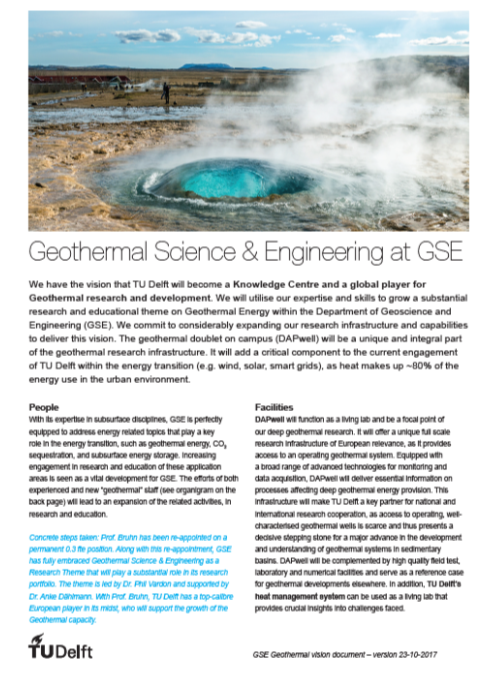 Geothermal Science & Engineering at GSE
We have the vision that TU Delft will become a Knowledge Centre and a global player for
Geothermal research and development. We will utilise our expertise and skills to grow a substantial
research and educational theme on Geothermal Energy within the Department of Geoscience and
Engineering (GSE). We commit to considerably expanding our research infrastructure and capabilities
to deliver this vision. The geothermal doublet on campus (DAPwell) will be a unique and integral part
of the geothermal research infrastructure. It will add a critical component to the current engagement
of TU Delft within the energy transition (e.g. wind, solar, smart grids), as heat makes up ~80% of the
energy use in the urban environment.
People
With its expertise in subsurface disciplines, GSE is perfectly
equipped to address energy related topics that play a key
role in the energy transition, such as geothermal energy, CO₂
sequestration, and subsurface energy storage. Increasing
engagement in research and education of these application
areas is seen as a vital development for GSE. The efforts of both
experienced and new "geothermal" staff (see organigram on the
back page) will lead to an expansion of the related activities, in
research and education.
Concrete steps taken: Prof. Bruhn has been re-appointed on a
permanent 0.3 fte position. Along with this re-appointment, GSE
has fully embraced Geothermal Science & Engineering as a
Research Theme that will play a substantial role in its research
portfolio. The theme is led by Dr. Phil Vardon and supported by
Dr. Anke Dählmann. With Prof. Bruhn, TU Delft has a top-calibre
European player in its midst, who will support the growth of the
Geothermal capacity.
Facilities
DAPwell will function as a living lab and be a focal point of
our deep geothermal research. It will offer a unique full scale
research infrastructure of European relevance, as it provides
access to an operating geothermal system. Equipped with
a broad range of advanced technologies for monitoring and
data acquisition, DAPwell will deliver essential information on
processes affecting deep geothermal energy provision. This
infrastructure will make TU Delft a key partner for national and
international research cooperation, as access to operating, well-
characterised geothermal wells is scarce and thus presents a
decisive stepping stone for a major advance in the development
and understanding of geothermal systems in sedimentary
basins. DAPwell will be complemented by high quality field test,
laboratory and numerical facilities and serve as a reference case
for geothermal developments elsewhere. In addition, TU Delft's
heat management system can be used as a living lab that
provides crucial insights into challenges faced.
TU Delft
GSE Geothermal vision document – version 23-10-2017